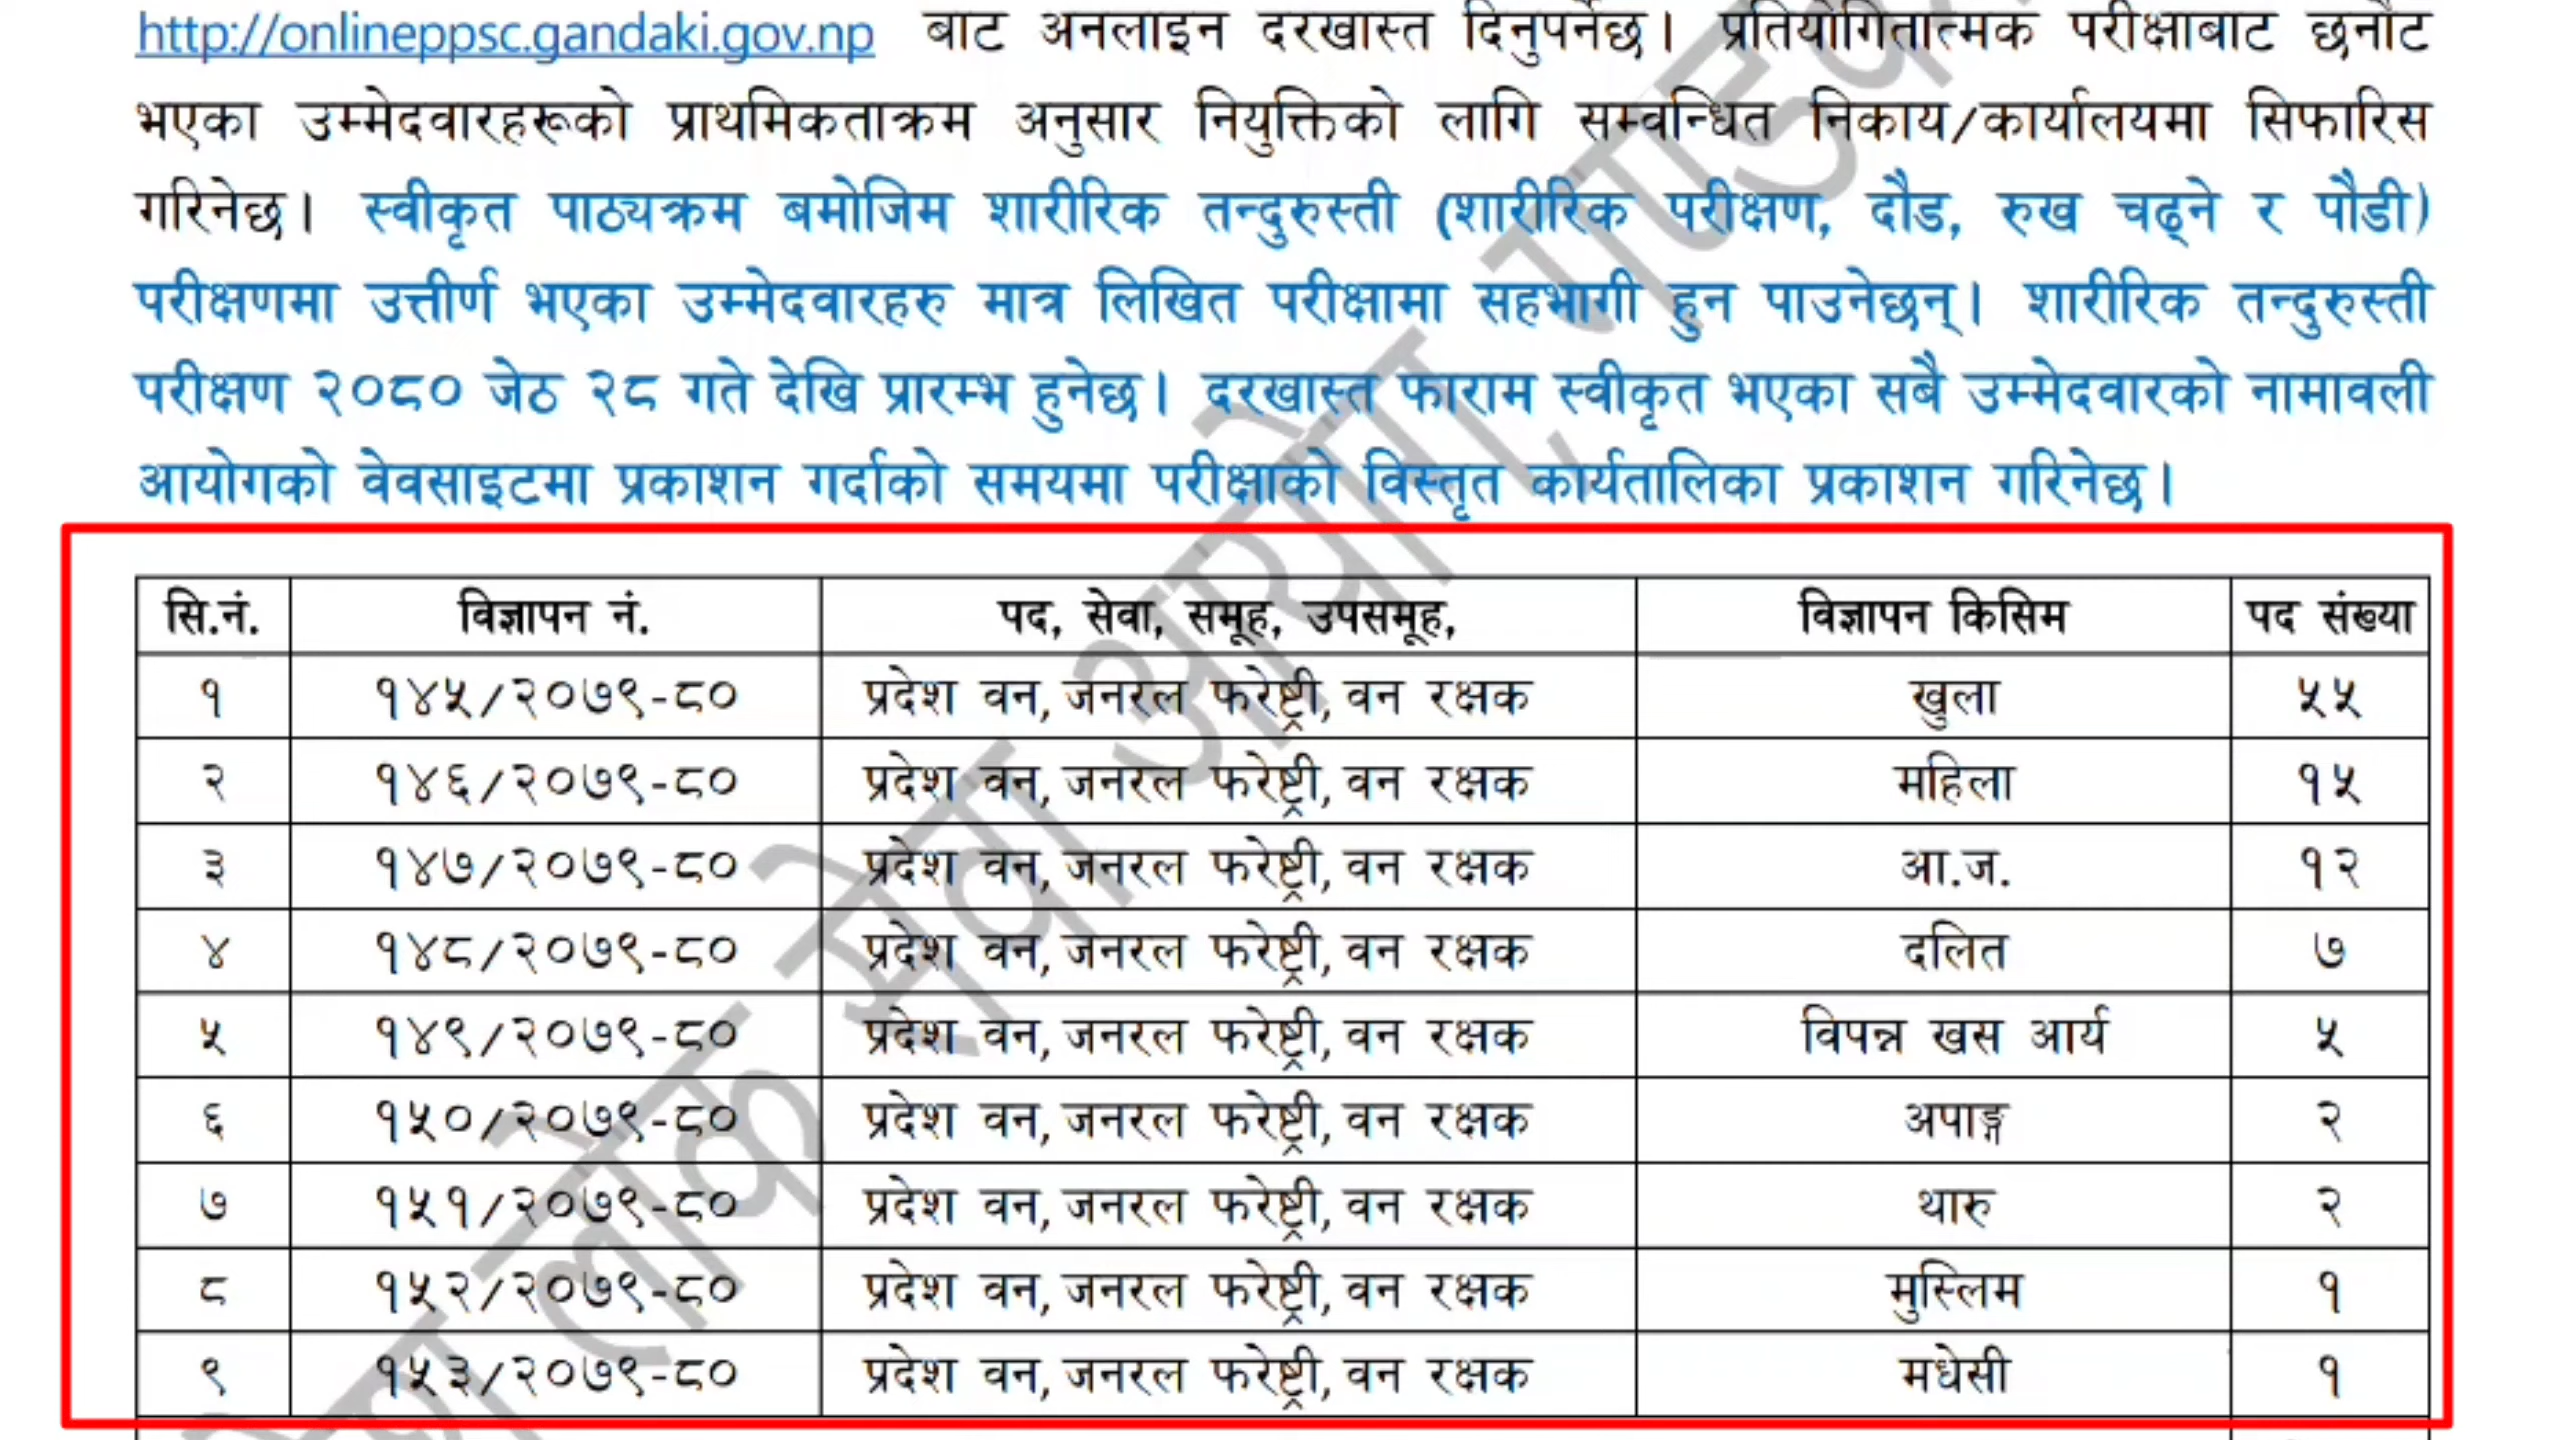 http://onlineppsc.gandaki.gov.np बाट अनलाइन दरखास्त दिनुपर्नेछ। प्रतियोगितात्मक परीक्षाबाट छनौट
भएका उम्मेदवारहरूको प्राथमिकताक्रम अनुसार नियुक्तिको लागि सम्बन्धित निकाय/कार्यालयमा सिफारिस
गरिनेछ। स्वीकृत पाठ्यक्रम बमोजिम शारीरिक तन्दुरुस्ती (शारीरिक परीक्षण, दौड, रुख चढ्ने र पौडी)
परीक्षणमा उत्तीर्ण भएका उम्मेदवारहरु मात्र लिखित परीक्षामा सहभागी हुन पाउनेछन्। शारीरिक तन्दुरुस्ती
परीक्षण २०८० जेठ २८ गते देखि प्रारम्भ हुनेछ। दरखास्त फाराम स्वीकृत भएका सबै उम्मेदवारको नामावली
आयोगको वेवसाइटमा प्रकाशन गर्दाको समयमा परीक्षाको विस्तृत कार्यतालिका प्रकाशन गरिनेछ।
सि.नं. विज्ञापन नं. पद, सेवा, समूह, उपसमूह, विज्ञापन किसिम पद संख्या
१ १४५/२०७९-८० प्रदेश वन, जनरल फरेष्ट्री, वन रक्षक खुला ५५
२ १४६/२०७९-८० प्रदेश वन, जनरल फरेष्ट्री, वन रक्षक महिला १५
३ १४७/२०७९-८० प्रदेश वन, जनरल फरेष्ट्री, वन रक्षक आ.ज. १२
४ १४८/२०७९-८० प्रदेश वन, जनरल फरेष्ट्री, वन रक्षक दलित ७
५ १४९/२०७९-८० प्रदेश वन, जनरल फरेष्ट्री, वन रक्षक विपन्न खस आर्य ५
६ १५०/२०७९-८० प्रदेश वन, जनरल फरेष्ट्री, वन रक्षक अपाङ्ग २
७ १५१/२०७९-८० प्रदेश वन, जनरल फरेष्ट्री, वन रक्षक थारु २
८ १५२/२०७९-८० प्रदेश वन, जनरल फरेष्ट्री, वन रक्षक मुस्लिम १
९ १५३/२०७९-८० प्रदेश वन, जनरल फरेष्ट्री, वन रक्षक मधेसी १
लोक सेवा आयोग,